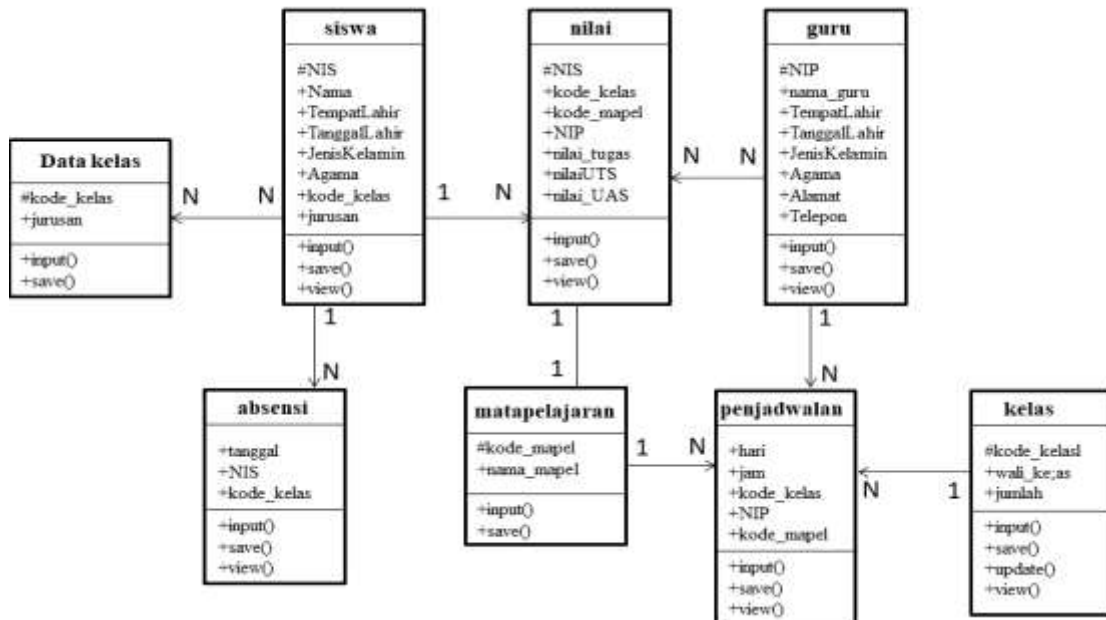 siswa
#NIS
+Nama
+TempatLahir
+TanggalLahir
+JenisKelamin
+Agama
+kode_kelas
+jurusan
+input()
+save()
+view()
nilai
#NIS
+kode_kelas
+kode_mapel
+NIP
+nilai_tugas
+nilaiUTS
+nilai_UAS
+input()
+save()
+view()
guru
#NIP
+nama_guru
+TempatLahir
+TanggalLahir
+JenisKelamin
+Agama
+Alamat
+Telepon
+input()
+save()
+view()
Data kelas
#kode_kelas
+jurusan
+input()
+save()
N
N
1
N
N
N
1
N
1
1
1
N
absensi
+tanggal
+NIS
+kode_kelas
+input()
+save()
+view()
matapelajaran
#kode_mapel
+nama_mapel
+input()
+save()
1
N
penjadwalan
+hari
+jam
+kode_kelas
+NIP
+kode_mapel
+input()
+save()
+view()
N
1
kelas
#kode_kelasl
+wali_ke;as
+jumlah
+input()
+save()
+update()
+view()